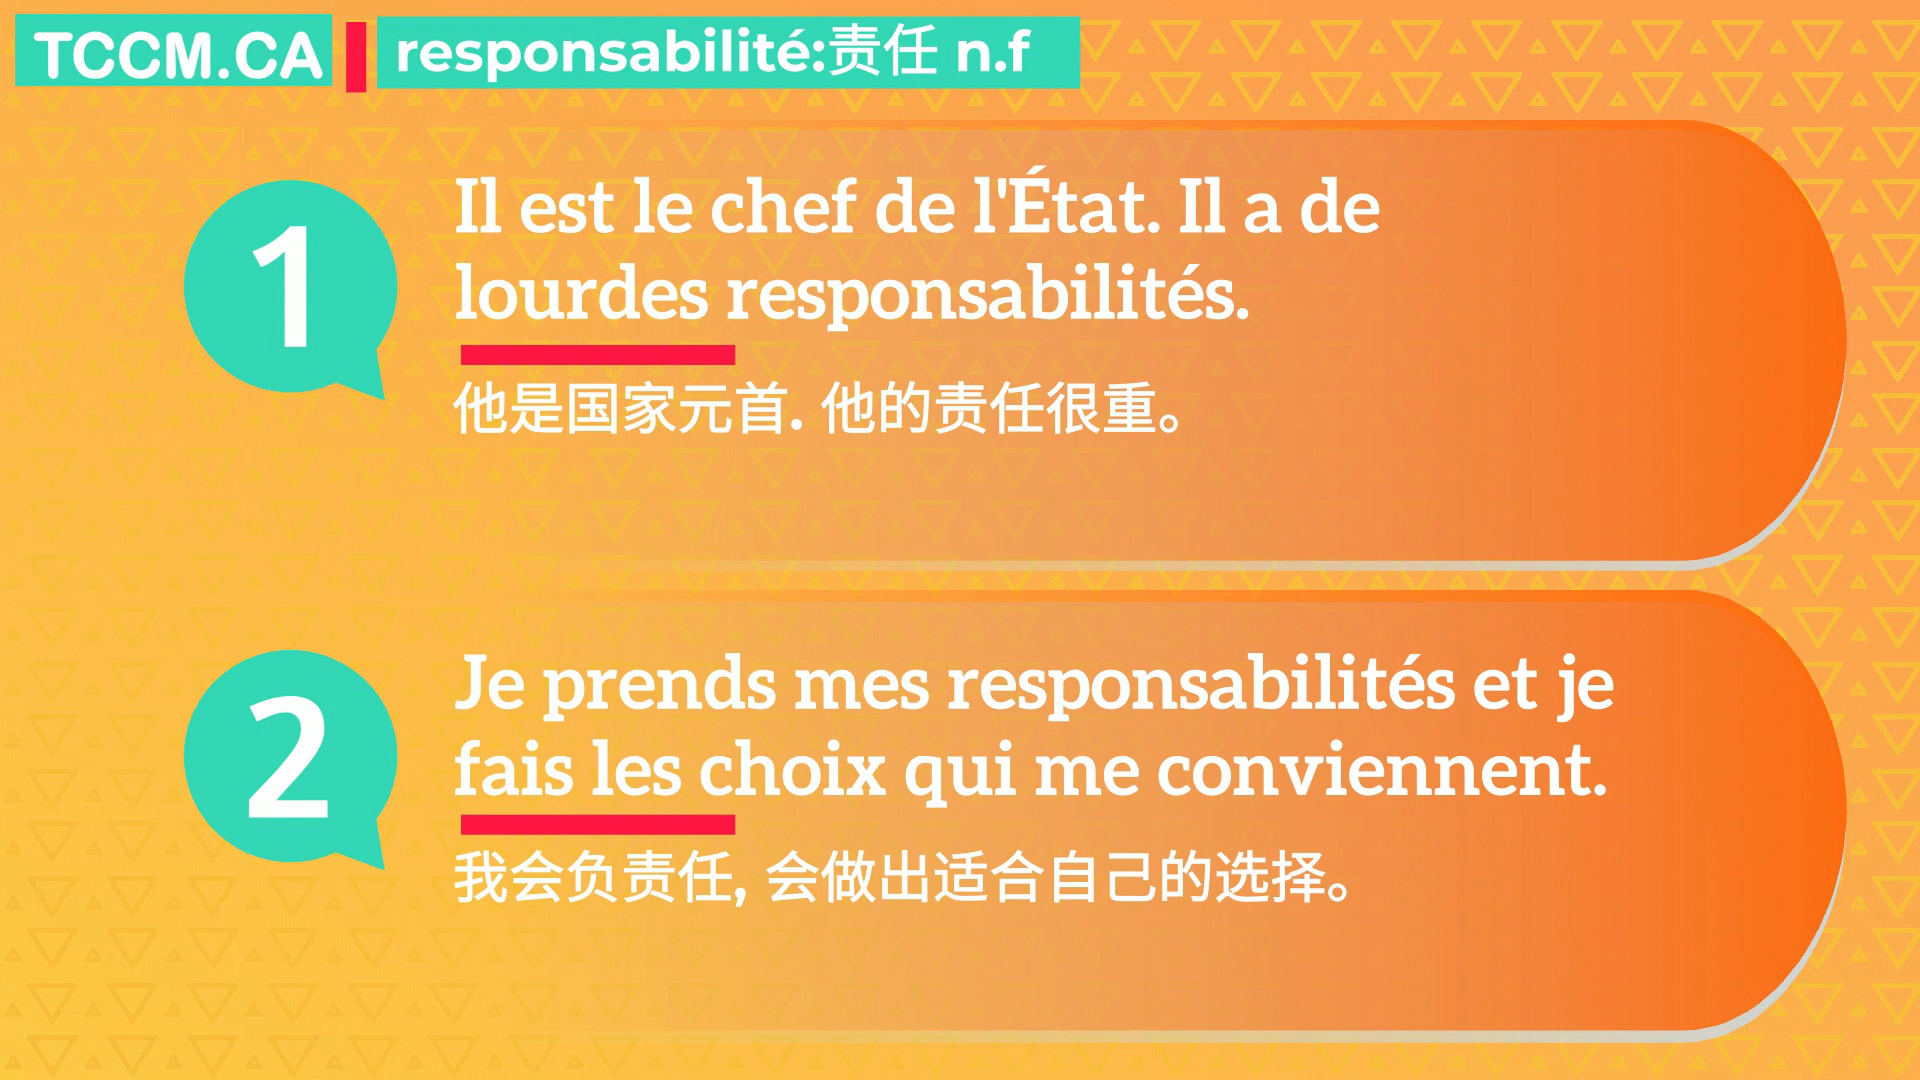 TCCM.CA
responsabilité:责任 n.f
1
Il est le chef de l'État. Il a de
lourdes responsabilités.
他是国家元首. 他的责任很重。
2
Je prends mes responsabilités et je
fais les choix qui me conviennent.
我会负责任, 会做出适合自己的选择。